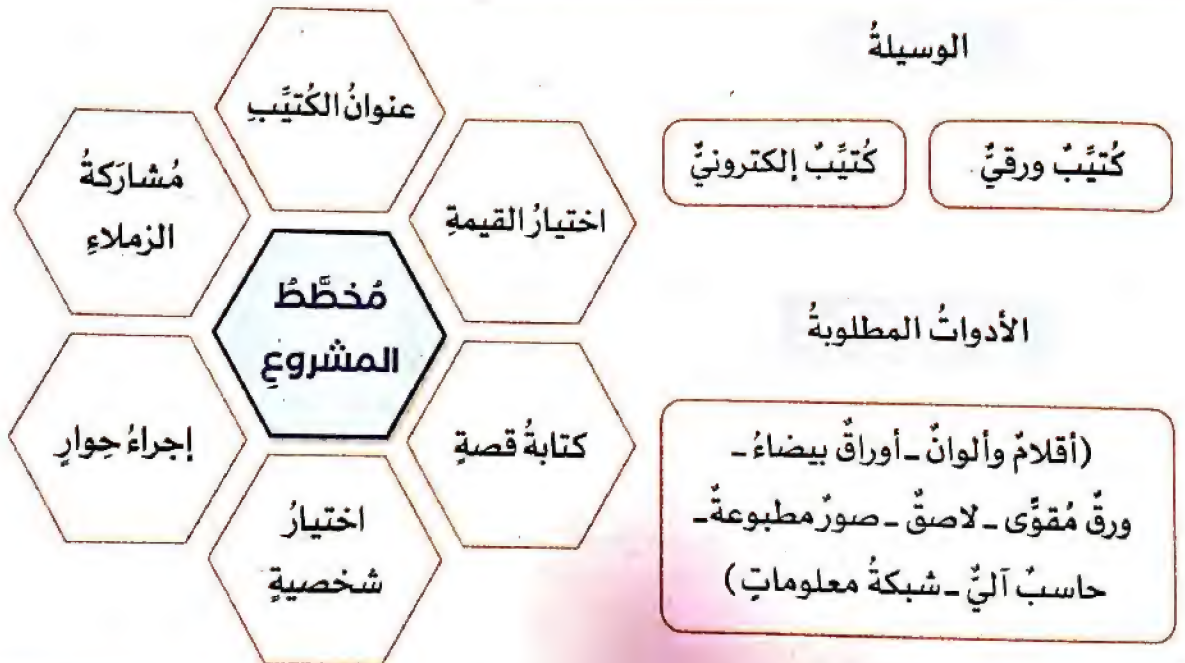 الوسيلةُ
كُتيِّبٌ ورقيٌّ
كُتيِّبٌ إلكترونيٌّ
الأدواتُ المطلوبةُ
(أقلامٌ وألوانٌ ـ أوراقٌ بيضاءُ ـ
ورقٌ مُقوًّى ـ لاصقٌ ـ صورٌ مطبوعةٌ ـ
حاسبٌ آليٌّ ـ شبكةُ معلوماتٍ)
مُخطَّطُ
المشروعِ
عنوانُ الكُتيِّبِ
اختيارُ القيمةِ
كتابةُ قصةٍ
اختيارُ
شخصيةٍ
إجراءُ حِوارٍ
مُشارَكةُ
الزملاءِ